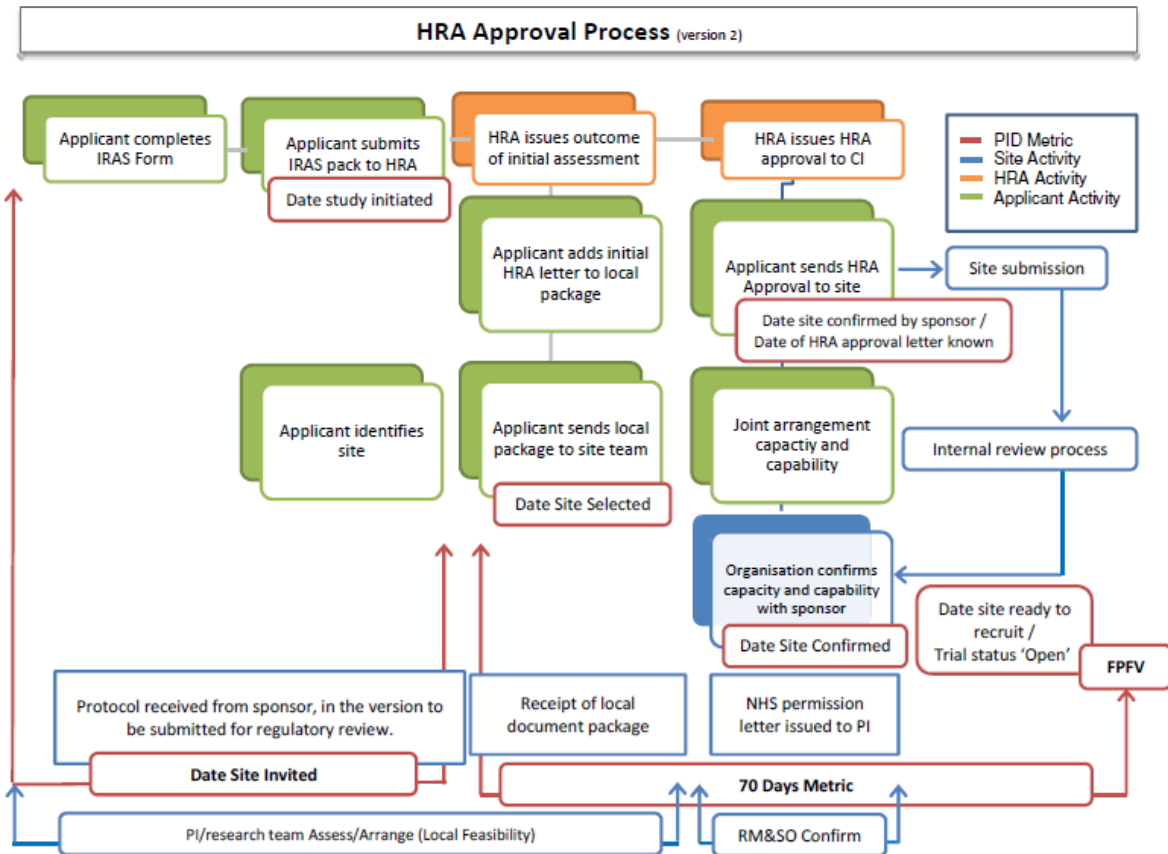 HRA Approval Process (version 2)
Applicant completes
IRAS Form
Applicant submits
IRAS pack to HRA
Date study initiated
HRA issues outcome
of initial assessment
HRA issues HRA
approval to CI
PID Metric
Site Activity
HRA Activity
Applicant Activity
Applicant adds initial
HRA letter to local
package
Applicant sends HRA
Approval to site
Date site confirmed by sponsor /
Date of HRA approval letter known
Site submission
Applicant identifies
site
Applicant sends local
package to site team
Date Site Selected
Joint arrangement
capactiy and
capability
Internal review process
Organisation confirms
capacity and capability
with sponsor
Date Site Confirmed
Date site ready to
recruit /
Trial status ‘Open’
FPFV
Protocol received from sponsor, in the version to
be submitted for regulatory review.
Date Site Invited
Receipt of local
document package
NHS permission
letter issued to PI
70 Days Metric
PI/research team Assess/Arrange (Local Feasibility)
RM&SO Confirm